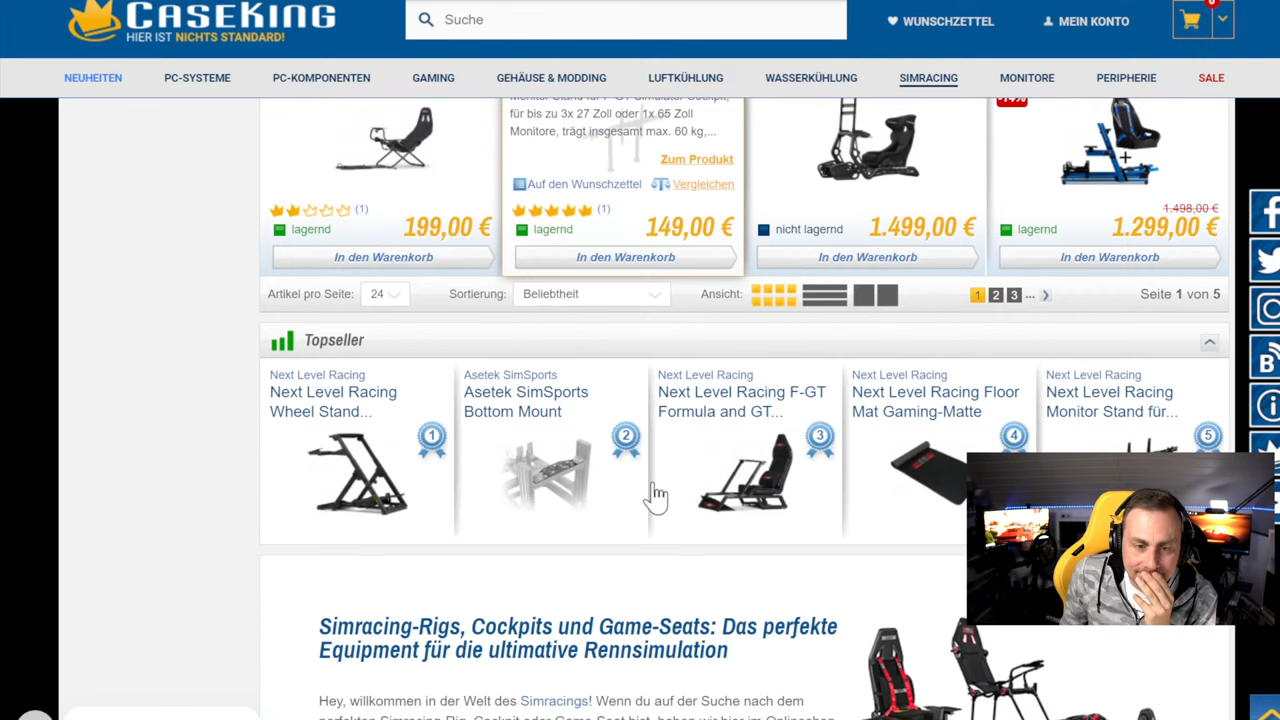 CASEKING
HIER IST NICHTS STANDARD!
Suche
WUNSCHZETTEL
MEIN KONTO
NEUHEITEN
PC-SYSTEME
PC-KOMPONENTEN
GAMING
GEHÄUSE & MODDING
LUFTKÜHLUNG
WASSERKÜHLUNG
SIMRACING
MONITORE
PERIPHERIE
SALE
für bis zu 3x 27 Zoll oder 1x 65 Zoll
Monitore, trägt insgesamt max. 60 kg,...
Zum Produkt
Auf den Wunschzettel
Vergleichen
(1)
lagernd
199,00 €
In den Warenkorb
(1)
lagernd
149,00 €
In den Warenkorb
nicht lagernd
1.499,00 €
In den Warenkorb
1.498,00 €
lagernd
1.299,00 €
In den Warenkorb
Artikel pro Seite: 24
Sortierung: Beliebtheit
Ansicht:
1 2 3 ...
Seite 1 von 5
Topseller
Next Level Racing
Next Level Racing
Wheel Stand...
1
Asetek SimSports
Asetek SimSports
Bottom Mount
2
Next Level Racing
Next Level Racing F-GT
Formula and GT...
3
Next Level Racing
Next Level Racing Floor
Mat Gaming-Matte
4
Next Level Racing
Next Level Racing
Monitor Stand für...
5
Simracing-Rigs, Cockpits und Game-Seats: Das perfekte
Equipment für die ultimative Rennsimulation
Hey, willkommen in der Welt des Simracings! Wenn du auf der Suche nach dem